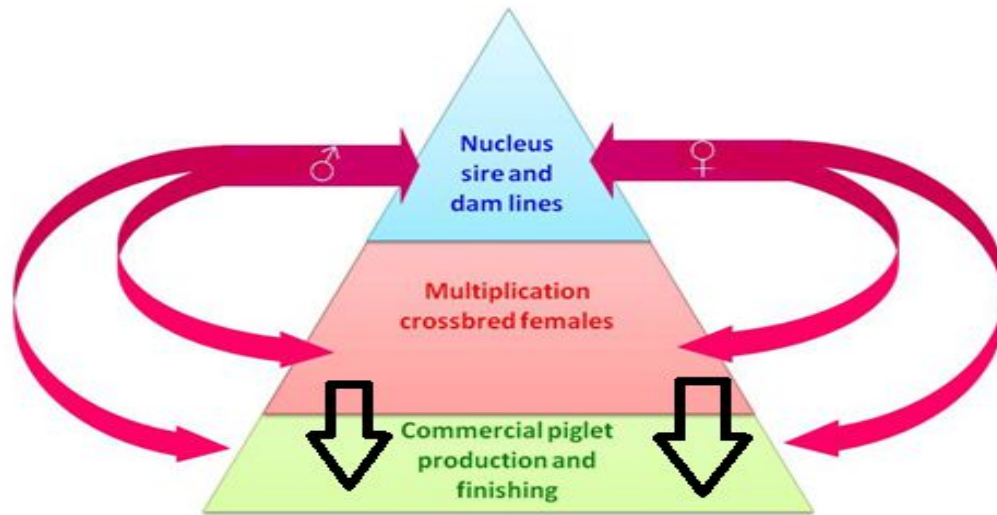 Nucleus
sire and
dam lines
♂
♀
Multiplication
crossbred females
Commercial piglet
production and
finishing